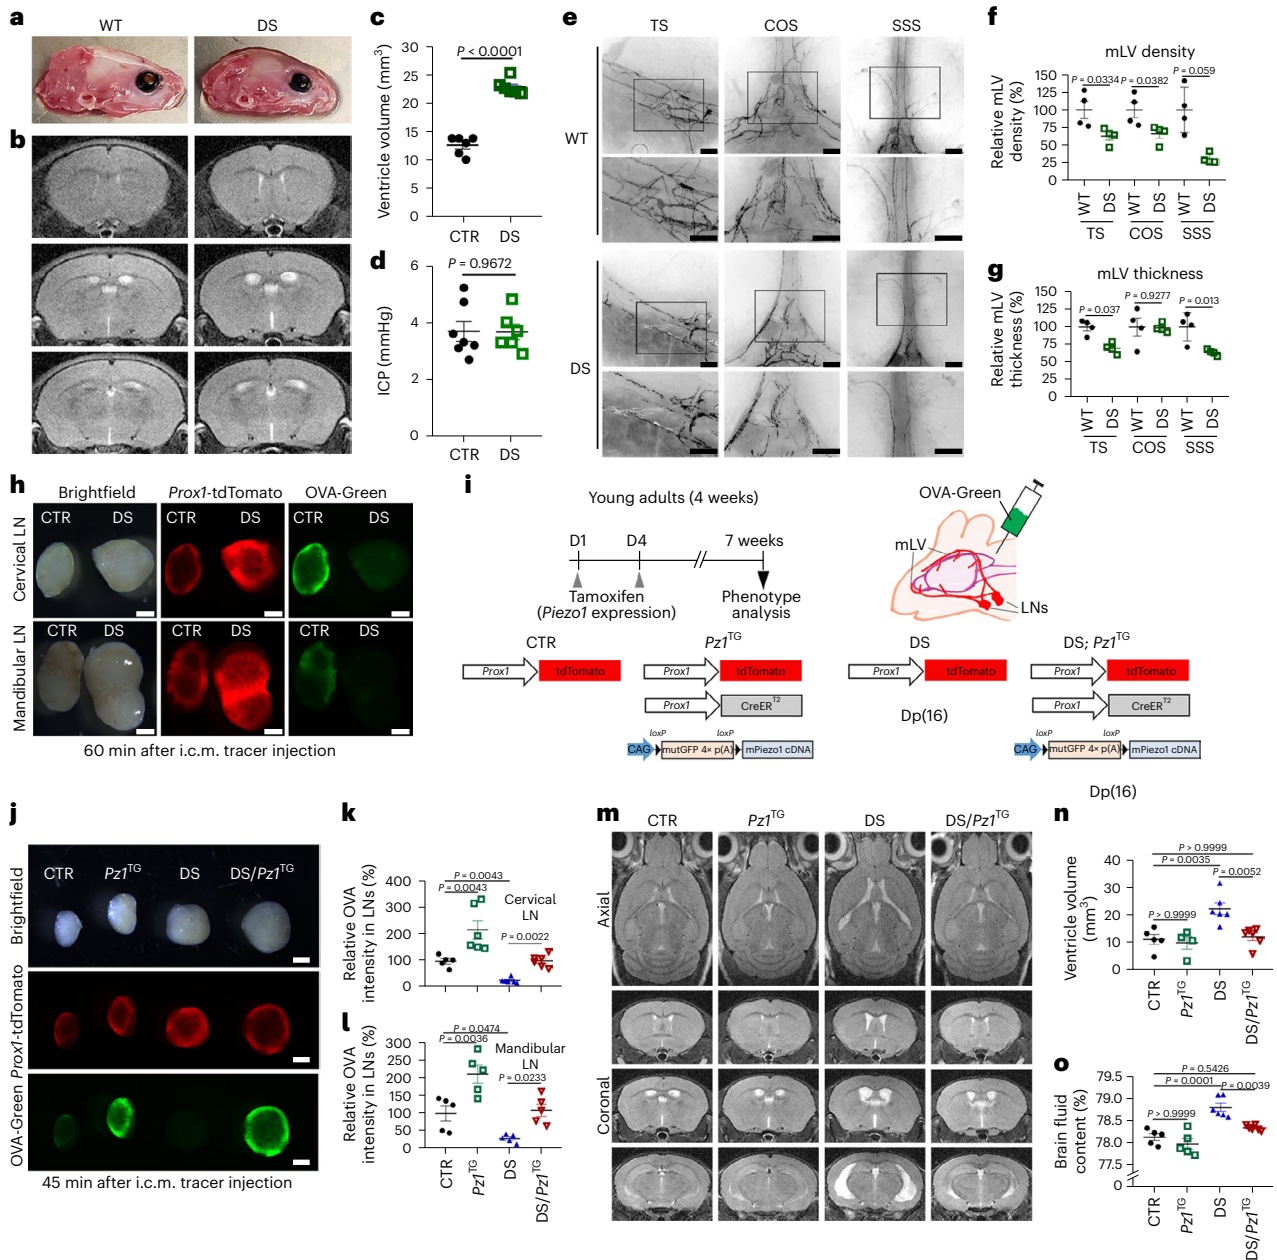 a
WT
DS
b
c
Ventricle volume (mm³)
30
25
20
15
10
5
0
P < 0.0001
CTR
DS
d
ICP (mmHg)
6
4
2
0
P = 0.9672
CTR
DS
e
TS
COS
SSS
WT
DS
f
mLV density
Relative mLV
density (%)
150
125
100
75
50
25
0
P = 0.0334
P = 0.0382
P = 0.059
WT
DS
WT
DS
WT
DS
TS
COS
SSS
g
mLV thickness
Relative mLV
thickness (%)
150
125
100
75
50
25
0
P = 0.037
P = 0.9277
P = 0.013
WT
DS
WT
DS
WT
DS
TS
COS
SSS
h
Brightfield
Prox1-tdTomato
OVA-Green
Cervical LN
CTR
DS
CTR
DS
CTR
DS
Mandibular LN
CTR
DS
CTR
DS
CTR
DS
60 min after i.c.m. tracer injection
i
Young adults (4 weeks)
D1
D4
7 weeks
Tamoxifen
(Piezo1 expression)
Phenotype
analysis
OVA-Green
mLV
LNs
CTR
Prox1
tdTomato
Pz1TG
Prox1
tdTomato
Prox1
CreERT2
loxP
loxP
CAG
mutGFP 4× p(A)
mPiezo1 cDNA
DS
Prox1
tdTomato
Dp(16)
DS; Pz1TG
Prox1
tdTomato
Prox1
CreERT2
loxP
loxP
CAG
mutGFP 4× p(A)
mPiezo1 cDNA
Dp(16)
j
Brightfield
CTR
Pz1TG
DS
DS/Pz1TG
Prox1-tdTomato
OVA-Green
45 min after i.c.m. tracer injection
k
Relative OVA
intensity in LNs (%)
400
300
200
100
0
P = 0.0043
P = 0.0043
Cervical
LN
P = 0.0022
l
Relative OVA
intensity in LNs (%)
300
250
200
150
100
50
0
P = 0.0474
P = 0.0036
Mandibular
LN
P = 0.0233
CTR
Pz1TG
DS
DS/Pz1TG
m
CTR
Pz1TG
DS
DS/Pz1TG
Axial
Coronal
n
Ventricle volume
(mm³)
40
30
20
10
0
P > 0.9999
P = 0.0035
P = 0.0052
P > 0.9999
CTR
Pz1TG
DS
DS/Pz1TG
o
Brain fluid
content (%)
79.5
79.0
78.5
78.0
77.5
0
P = 0.5426
P = 0.0001
P = 0.0039
P > 0.9999
CTR
Pz1TG
DS
DS/Pz1TG